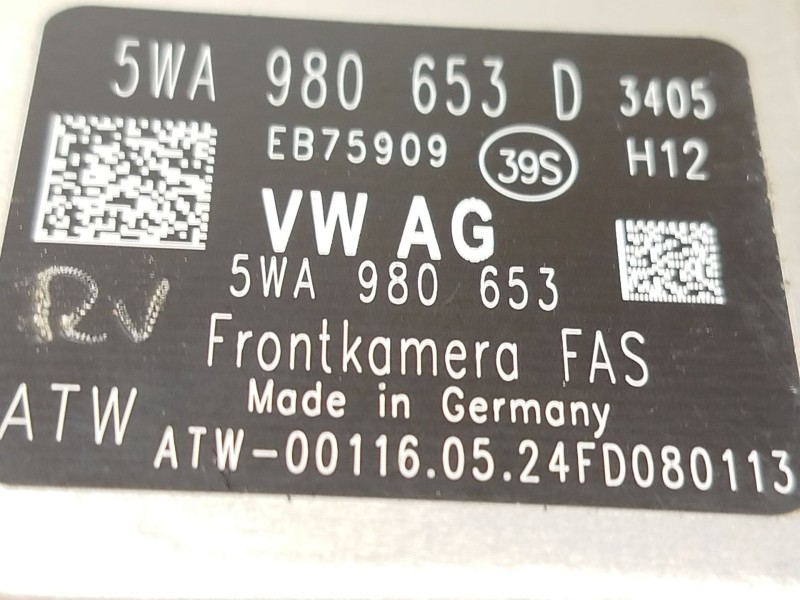 5WA 980 653 D 3405
EB75909 39S H12
VW AG
5WA 980 653
RV
Frontkamera FAS
Made in Germany
ATW
ATW-00116.05.24FD080113